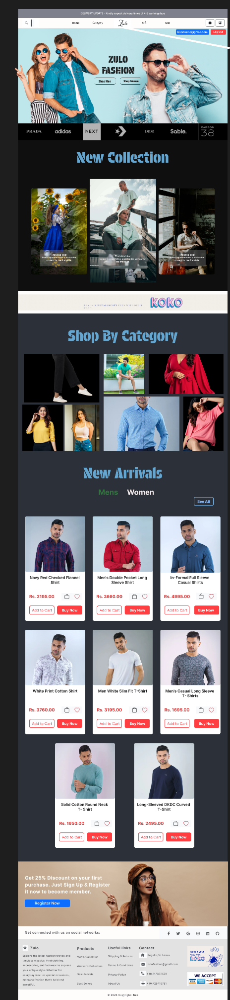 DELIVERY UPDATE - Kindly expect delivery times of 4-5 working days
Home
Category
Zulo
Gift
Sale
UserName@gmail.com
Log Out
ZULO
FASHION
Shop Men
Shop Women
PRADA
adidas
NEXT
DIOR
Sable.
CARBON
38
New Collection
First slide label
Some representative placeholder
content for the first slide.
First slide label
Some representative placeholder content for
the first slide.
First slide label
Some representative placeholder
content for the first slide.
PAY IN 3 INSTALLMENTS EVEN WITH DEBIT
KOKO
Shop By Category
New Arrivals
Mens
Women
See All
Navy Red Checked Flannel
Shirt
Rs. 3195.00
Add to Cart
Buy Now
Men's Double Pocket Long
Sleeve Shirt
Rs. 3660.00
Add to Cart
Buy Now
In-Formal Full Sleeve
Casual Shirts
Rs. 4995.00
Add to Cart
Buy Now
White Print Cotton Shirt
Rs. 3760.00
Add to Cart
Buy Now
Men White Slim Fit T-Shirt
Rs. 3195.00
Add to Cart
Buy Now
Men's Casual Long Sleeve
T- Shirts
Rs. 1695.00
Add to Cart
Buy Now
Solid Cotton Round Neck
T- Shirt
Rs. 1950.00
Add to Cart
Buy Now
Long-Sleeved DKDC Curved
T-Shirt
Rs. 2495.00
Add to Cart
Buy Now
Get 25% Discount on your first
purchase. Just Sign Up & Register
it now to become member.
Register Now
Get connected with us on social networks:
Zulo
Explore the latest fashion trends and
timeless classics. Find clothing,
accessories, and footwear to express
your unique style. Whether for
everyday wear or special occasions,
embrace fashion that's bold and
beautiful.
Products
Men's Collection
Women's Collection
New Arrivals
Best Sellers
Useful links
Shipping & Returns
Terms & Conditions
Privacy Policy
About Us
Contact
Kegalle,Sri Lanka
zulofashion@gmail.com
+ 94712323578
+ 94728410781
Split it your
way with
KOKO
WE ACCEPT
VISA
DISCOVER
© 2024 Copyright: Zulo